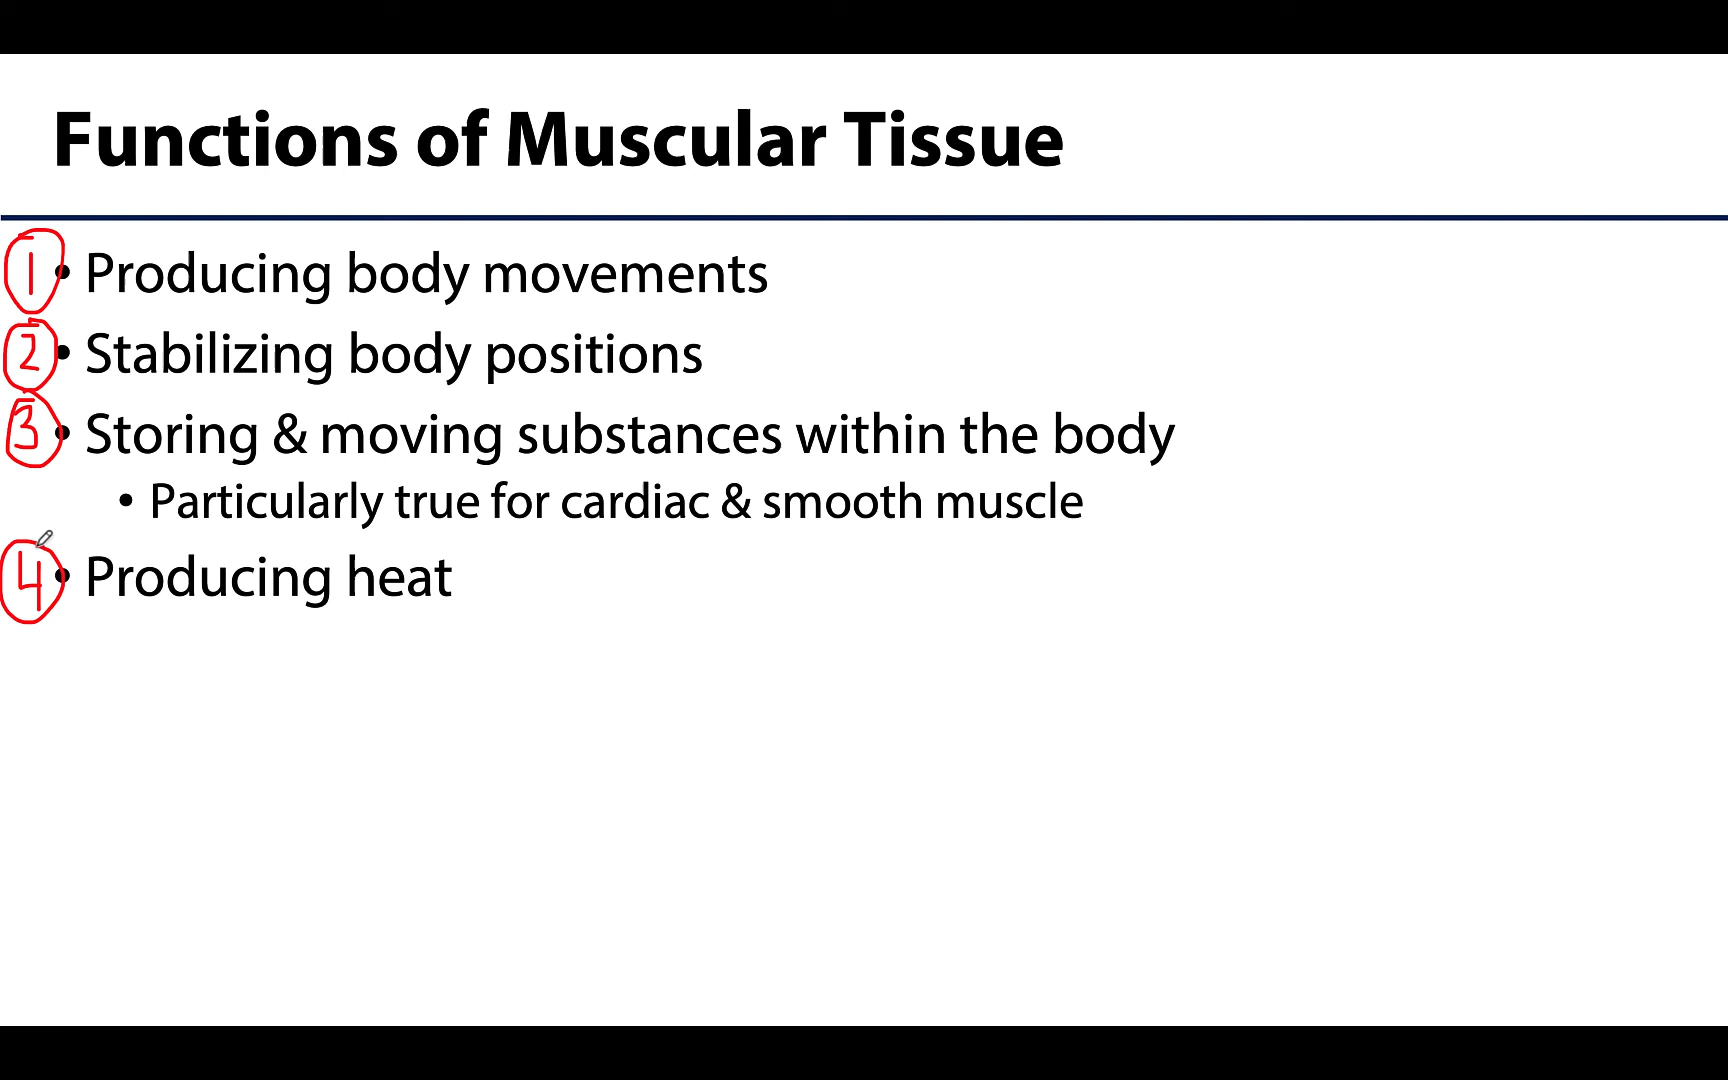 Functions of Muscular Tissue
1 • Producing body movements
2 • Stabilizing body positions
3 • Storing & moving substances within the body
• Particularly true for cardiac & smooth muscle
4 • Producing heat